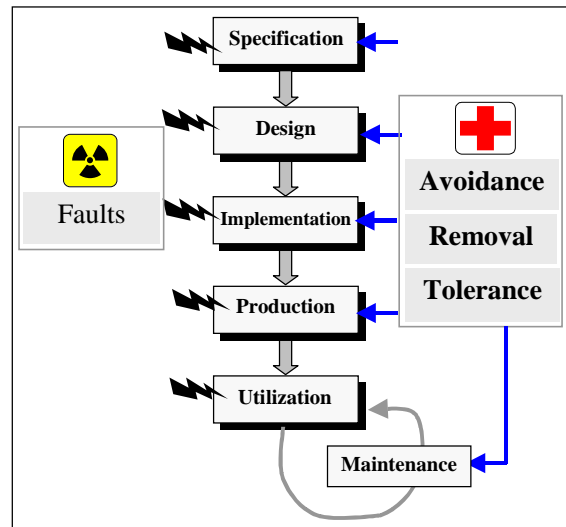 Specification
Design
Faults
Implementation
Avoidance
Removal
Tolerance
Production
Utilization
Maintenance